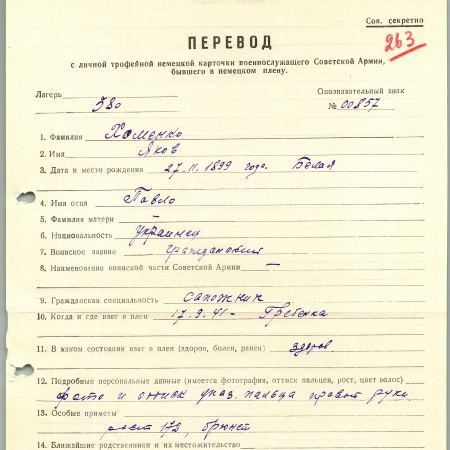 Сов. секретно
263
ПЕРЕВОД
с личной трофейной немецкой карточки военнослужащего Советской Армии,
бывшего в немецком плену.
Лагерь 380
Опознавательный знак
№ 00857
1. Фамилия Хоменко
2. Имя Яков
3. Дата и место рождения 27.11.1899 года. Белая
4. Имя отца Павло
5. Фамилия матери –
6. Национальность украинец
7. Воинское звание гражданский
8. Наименование воинской части Советской Армии –
9. Гражданская специальность сапожник
10. Когда и где взят в плен 17.9.41 - Гребенка
11. В каком состоянии взят в плен (здоров, болен, ранен) здоров
12. Подробные персональные данные (имеется фотография, оттиск пальцев, рост, цвет волос)
фото и оттиск указ. пальца правой руки.
13. Особые приметы
рост 172, брюнет
14. Ближайшие родственники и их местожительство